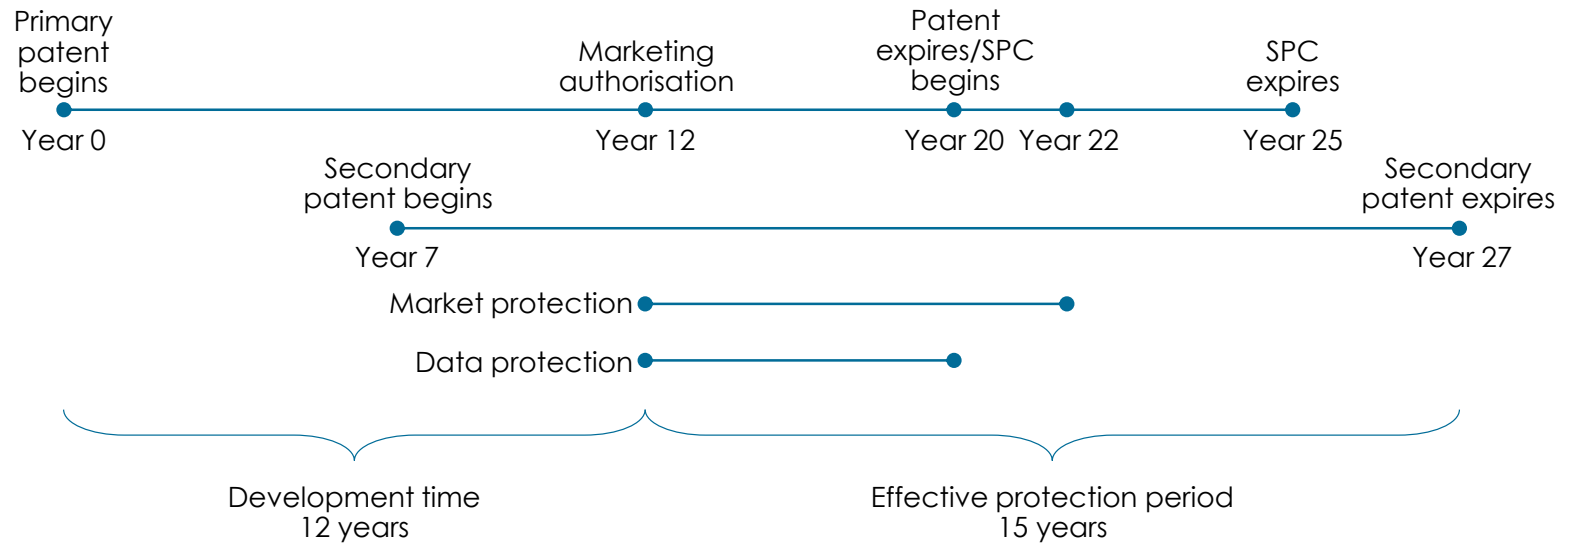 Primary
patent
begins
Marketing
authorisation
Patent
expires/SPC
begins
SPC
expires
Year 0
Year 12
Year 20
Year 22
Year 25
Secondary
patent begins
Secondary
patent expires
Year 7
Year 27
Market protection
Data protection
Development time
12 years
Effective protection period
15 years